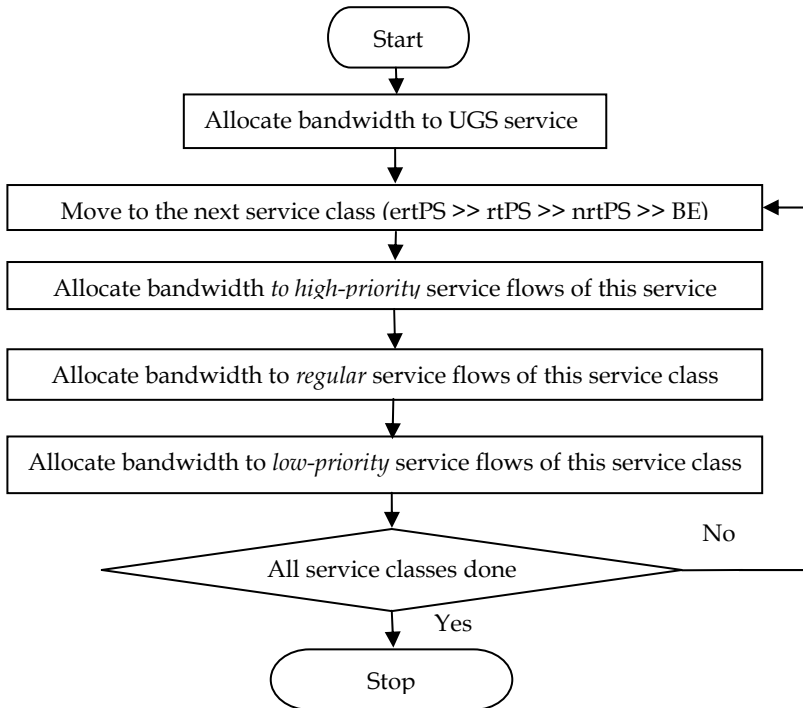 Start
Allocate bandwidth to UGS service
Move to the next service class (ertPS >> rtPS >> nrtPS >> BE)
Allocate bandwidth to high-priority service flows of this service
Allocate bandwidth to regular service flows of this service class
Allocate bandwidth to low-priority service flows of this service class
No
All service classes done
Yes
Stop